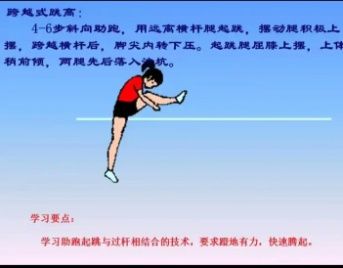 跨越式跳高：
4-6步斜向助跑，用远离横杆腿起跳，摆动腿积极上
摆，跨越横杆后，脚尖内转下压。起跳腿屈膝上摆，上体
稍前倾，两腿先后落入沙坑。
学习要点：
学习助跑起跳与过杆相结合的技术。要求蹬地有力，快速腾起。